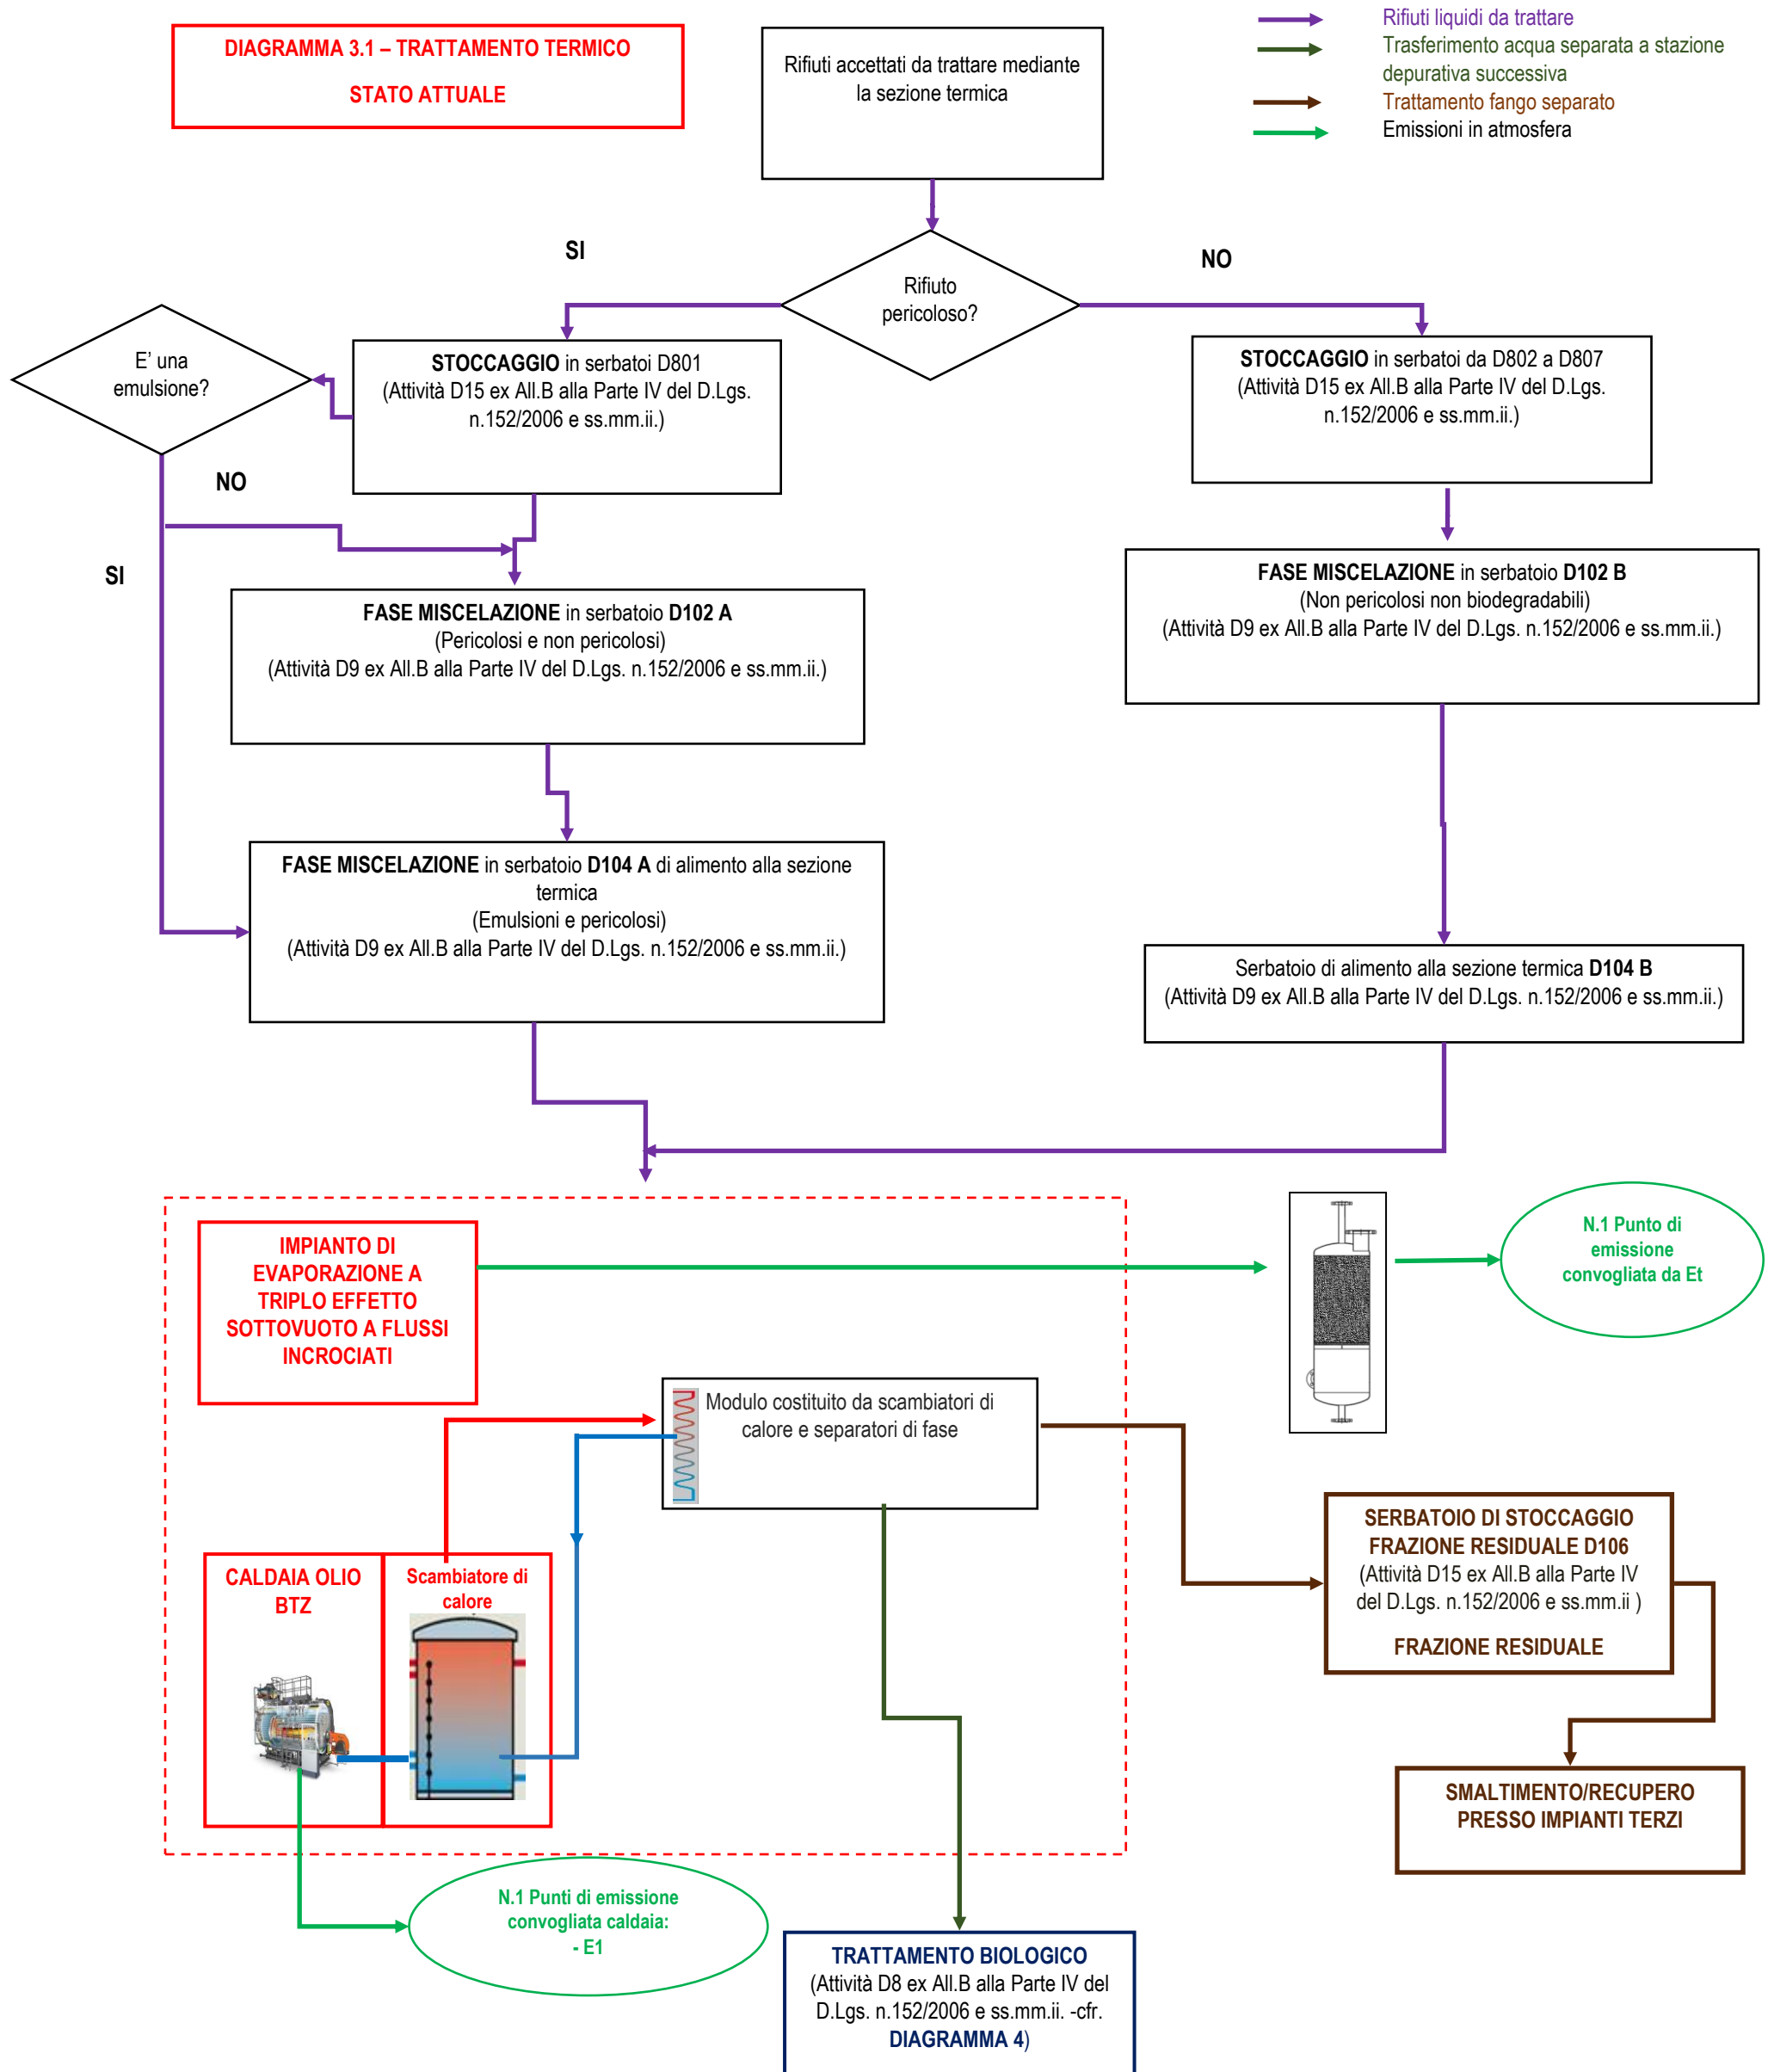 DIAGRAMMA 3.1 – TRATTAMENTO TERMICO
STATO ATTUALE
Rifiuti accettati da trattare mediante
la sezione termica
Rifiuti liquidi da trattare
Trasferimento acqua separata a stazione
depurativa successiva
Trattamento fango separato
Emissioni in atmosfera
SI
NO
Rifiuto
pericoloso?
E' una
emulsione?
STOCCAGGIO in serbatoi D801
(Attività D15 ex All.B alla Parte IV del D.Lgs.
n.152/2006 e ss.mm.ii.)
STOCCAGGIO in serbatoi da D802 a D807
(Attività D15 ex All.B alla Parte IV del D.Lgs.
n.152/2006 e ss.mm.ii.)
NO
SI
FASE MISCELAZIONE in serbatoio D102 A
(Pericolosi e non pericolosi)
(Attività D9 ex All.B alla Parte IV del D.Lgs. n.152/2006 e ss.mm.ii.)
FASE MISCELAZIONE in serbatoio D102 B
(Non pericolosi non biodegradabili)
(Attività D9 ex All.B alla Parte IV del D.Lgs. n.152/2006 e ss.mm.ii.)
FASE MISCELAZIONE in serbatoio D104 A di alimento alla sezione
termica
(Emulsioni e pericolosi)
(Attività D9 ex All.B alla Parte IV del D.Lgs. n.152/2006 e ss.mm.ii.)
Serbatoio di alimento alla sezione termica D104 B
(Attività D9 ex All.B alla Parte IV del D.Lgs. n.152/2006 e ss.mm.ii.)
IMPIANTO DI
EVAPORAZIONE A
TRIPLO EFFETTO
SOTTOVUOTO A FLUSSI
INCROCIATI
N.1 Punto di
emissione
convogliata da Et
Modulo costituito da scambiatori di
calore e separatori di fase
SERBATOIO DI STOCCAGGIO
FRAZIONE RESIDUALE D106
(Attività D15 ex All.B alla Parte IV
del D.Lgs. n.152/2006 e ss.mm.ii )
FRAZIONE RESIDUALE
CALDAIA OLIO
BTZ
Scambiatore di
calore
SMALTIMENTO/RECUPERO
PRESSO IMPIANTI TERZI
N.1 Punti di emissione
convogliata caldaia:
- E1
TRATTAMENTO BIOLOGICO
(Attività D8 ex All.B alla Parte IV del
D.Lgs. n.152/2006 e ss.mm.ii. -cfr.
DIAGRAMMA 4)